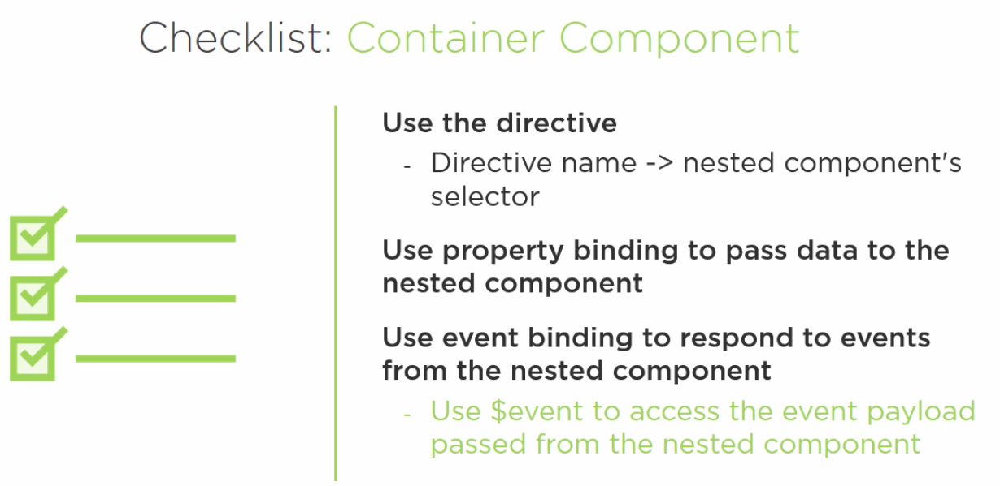 Checklist: Container Component
Use the directive
- Directive name -> nested component's
selector
Use property binding to pass data to the
nested component
Use event binding to respond to events
from the nested component
- Use $event to access the event payload
passed from the nested component